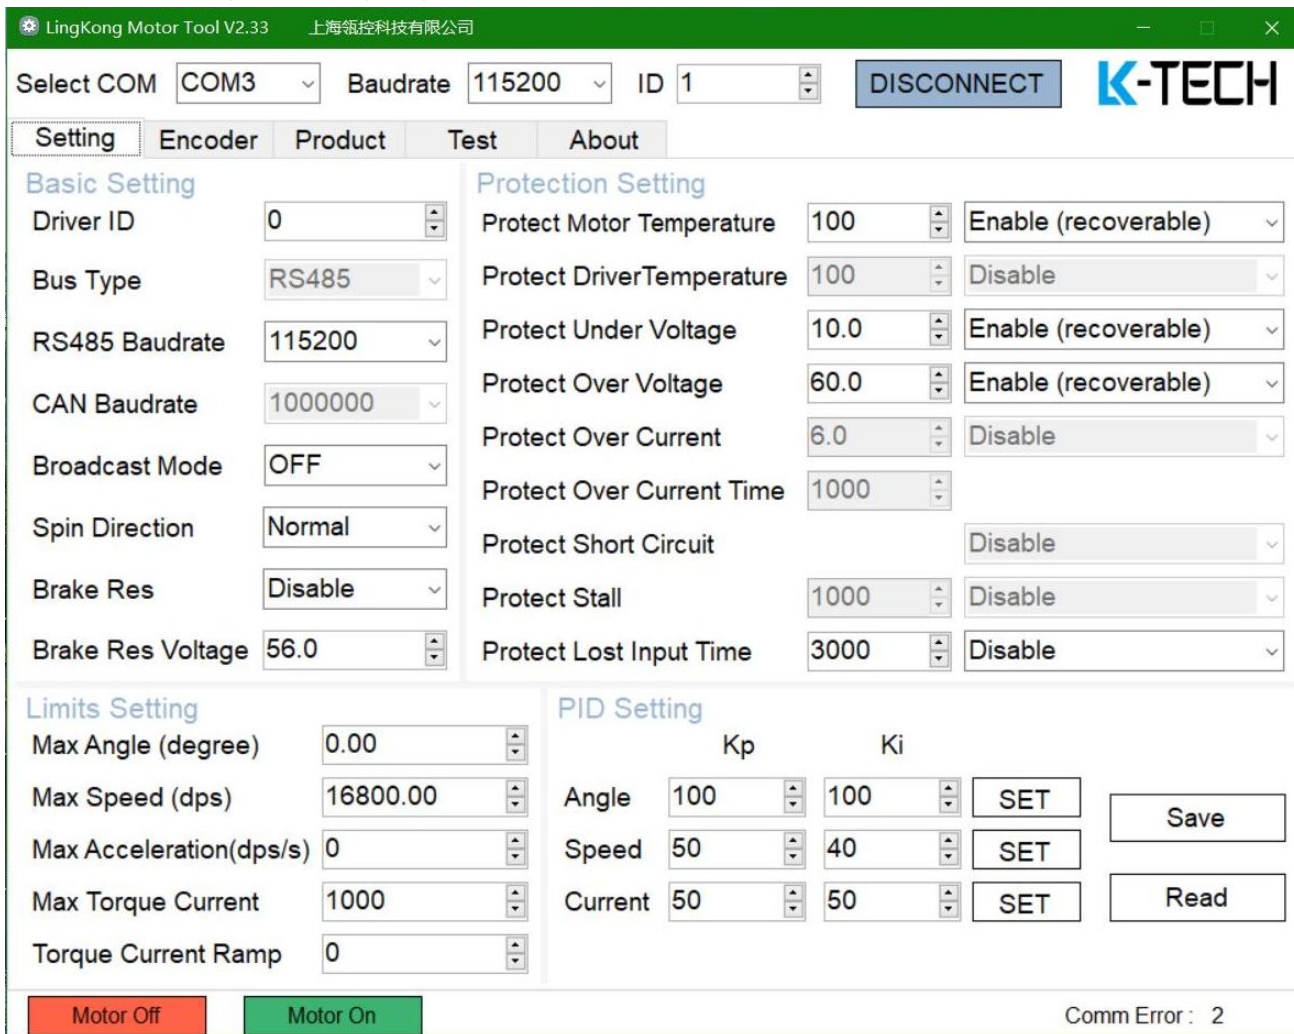 LingKong Motor Tool V2.33 上海瓴控科技有限公司
Select COM COM3 Baudrate 115200 ID 1 DISCONNECT K-TECH
Setting Encoder Product Test About
Basic Setting
Driver ID 0
Bus Type RS485
RS485 Baudrate 115200
CAN Baudrate 1000000
Broadcast Mode OFF
Spin Direction Normal
Brake Res Disable
Brake Res Voltage 56.0
Protection Setting
Protect Motor Temperature 100 Enable (recoverable)
Protect DriverTemperature 100 Disable
Protect Under Voltage 10.0 Enable (recoverable)
Protect Over Voltage 60.0 Enable (recoverable)
Protect Over Current 6.0 Disable
Protect Over Current Time 1000
Protect Short Circuit Disable
Protect Stall 1000 Disable
Protect Lost Input Time 3000 Disable
Limits Setting
Max Angle (degree) 0.00
Max Speed (dps) 16800.00
Max Acceleration(dps/s) 0
Max Torque Current 1000
Torque Current Ramp 0
PID Setting
Kp Ki
Angle 100 100 SET
Speed 50 40 SET
Current 50 50 SET
Save
Read
Motor Off Motor On Comm Error : 2